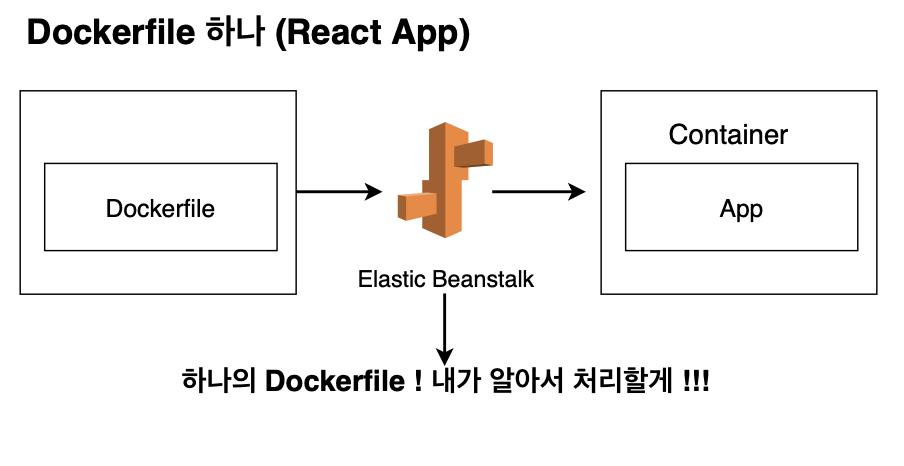 Dockerfile 하나 (React App)
Dockerfile
Container
App
Elastic Beanstalk
하나의 Dockerfile ! 내가 알아서 처리할게 !!!